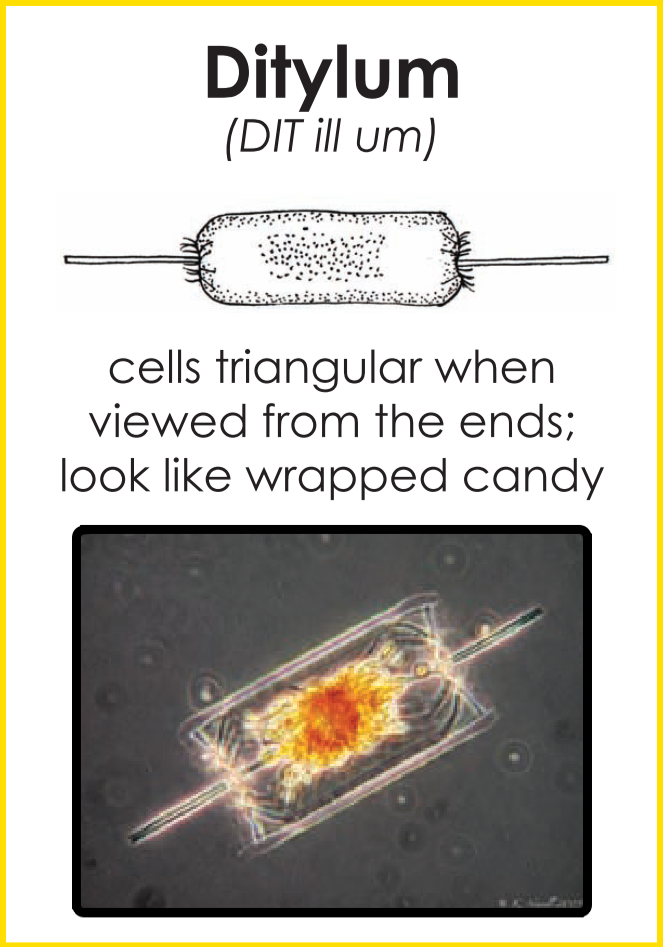 Ditylum
(DIT ill um)
cells triangular when
viewed from the ends;
look like wrapped candy